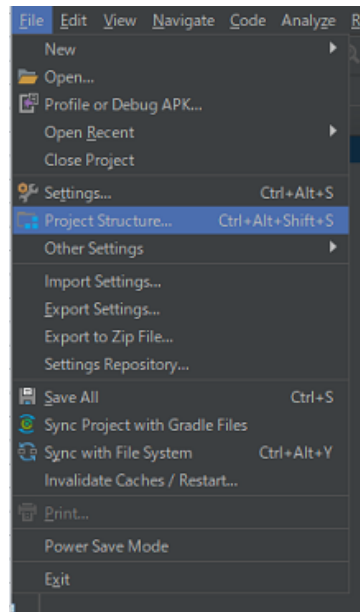 File Edit View Navigate Code Analyze R
New
Open...
Profile or Debug APK...
Open Recent
Close Project
Settings... Ctrl+Alt+S
Project Structure... Ctrl+Alt+Shift+S
Other Settings
Import Settings...
Export Settings...
Export to Zip File...
Settings Repository...
Save All Ctrl+S
Sync Project with Gradle Files
Sync with File System Ctrl+Alt+Y
Invalidate Caches / Restart...
Print...
Power Save Mode
Exit